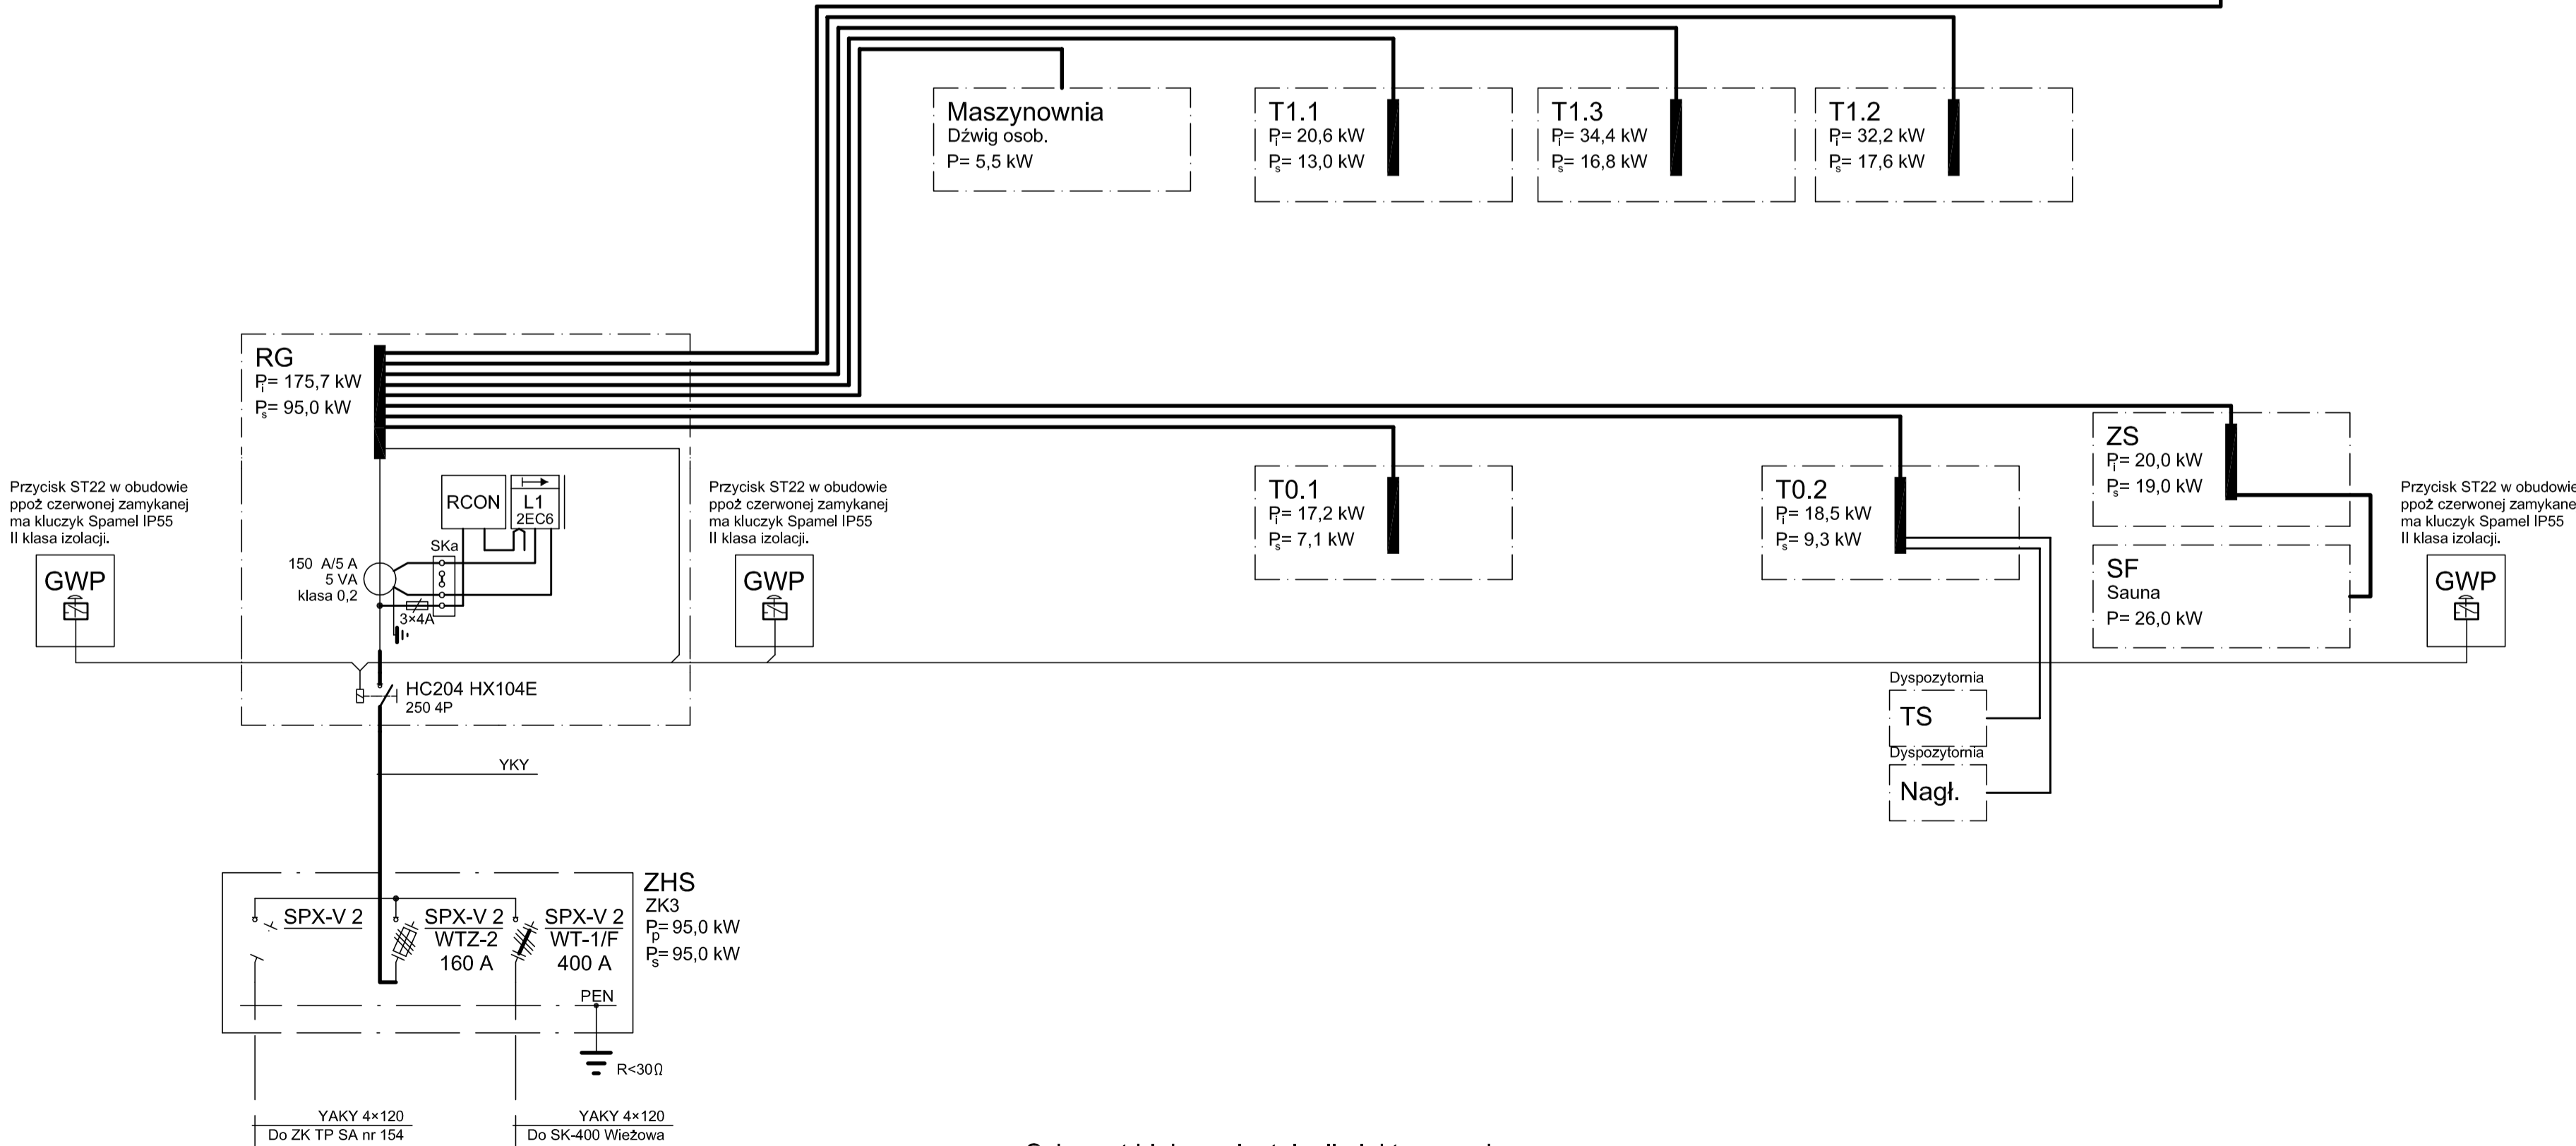 Maszynownia
Dźwig osob.
P= 5,5 kW
T1.1
Pi= 20,6 kW
Ps= 13,0 kW
T1.3
Pi= 34,4 kW
Ps= 16,8 kW
T1.2
Pi= 32,2 kW
Ps= 17,6 kW
RG
Pi= 175,7 kW
Ps= 95,0 kW
RCON
L1
2EC6
SKa
150 A/5 A
5 VA
klasa 0,2
3×4A
HC204 HX104E
250 4P
Przycisk ST22 w obudowie
ppoż czerwonej zamykanej
ma kluczyk Spamel IP55
II klasa izolacji.
GWP
Przycisk ST22 w obudowie
ppoż czerwonej zamykanej
ma kluczyk Spamel IP55
II klasa izolacji.
GWP
T0.1
Pi= 17,2 kW
Ps= 7,1 kW
T0.2
Pi= 18,5 kW
Ps= 9,3 kW
ZS
Pi= 20,0 kW
Ps= 19,0 kW
SF
Sauna
P= 26,0 kW
Przycisk ST22 w obudowie
ppoż czerwonej zamykane
ma kluczyk Spamel IP55
II klasa izolacji.
GWP
Dyspozytornia
TS
Dyspozytornia
Nagł.
YKY
ZHS
ZK3
Pp= 95,0 kW
Ps= 95,0 kW
SPX-V 2
SPX-V 2
WTZ-2
160 A
SPX-V 2
WT-1/F
400 A
PEN
R<30Ω
YAKY 4×120
Do ZK TP SA nr 154
YAKY 4×120
Do SK-400 Wieżowa